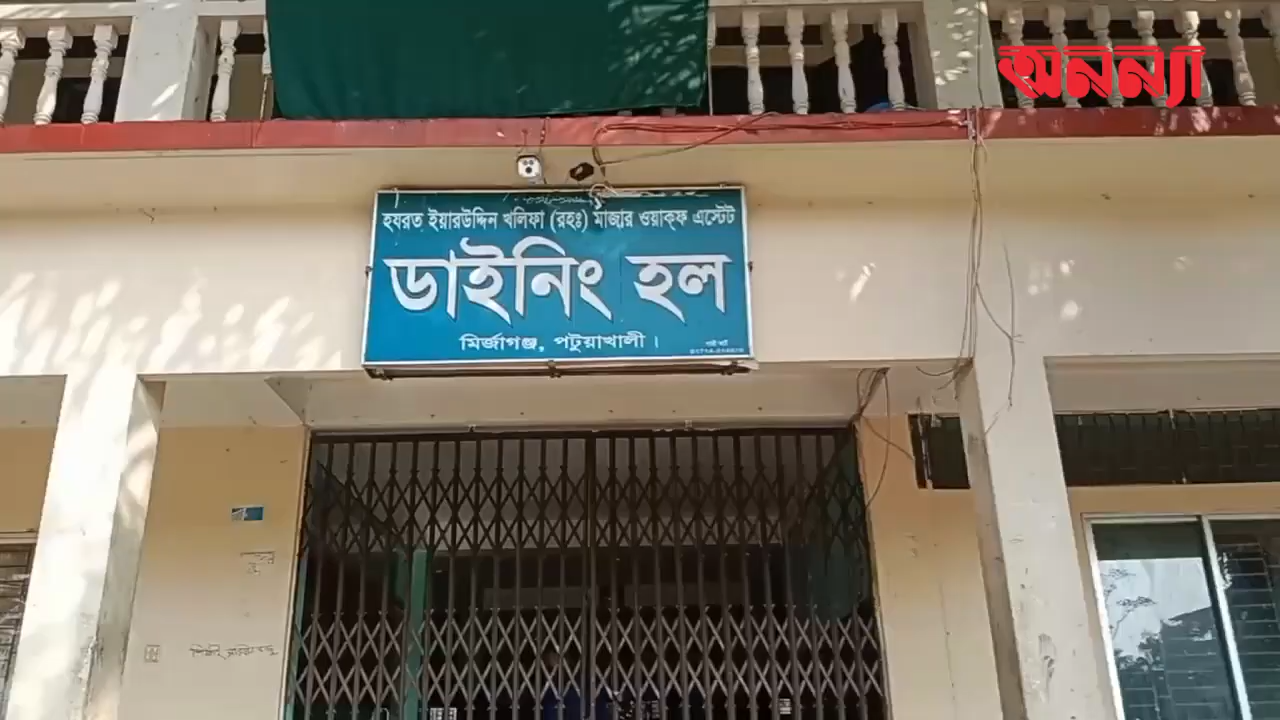 অনন্যা
হযরত ইয়ারউদ্দিন খলিফা (রহঃ) মাজার ওয়াক্ফ এস্টেট
ডাইনিং হল
মির্জাগঞ্জ, পটুয়াখালী।